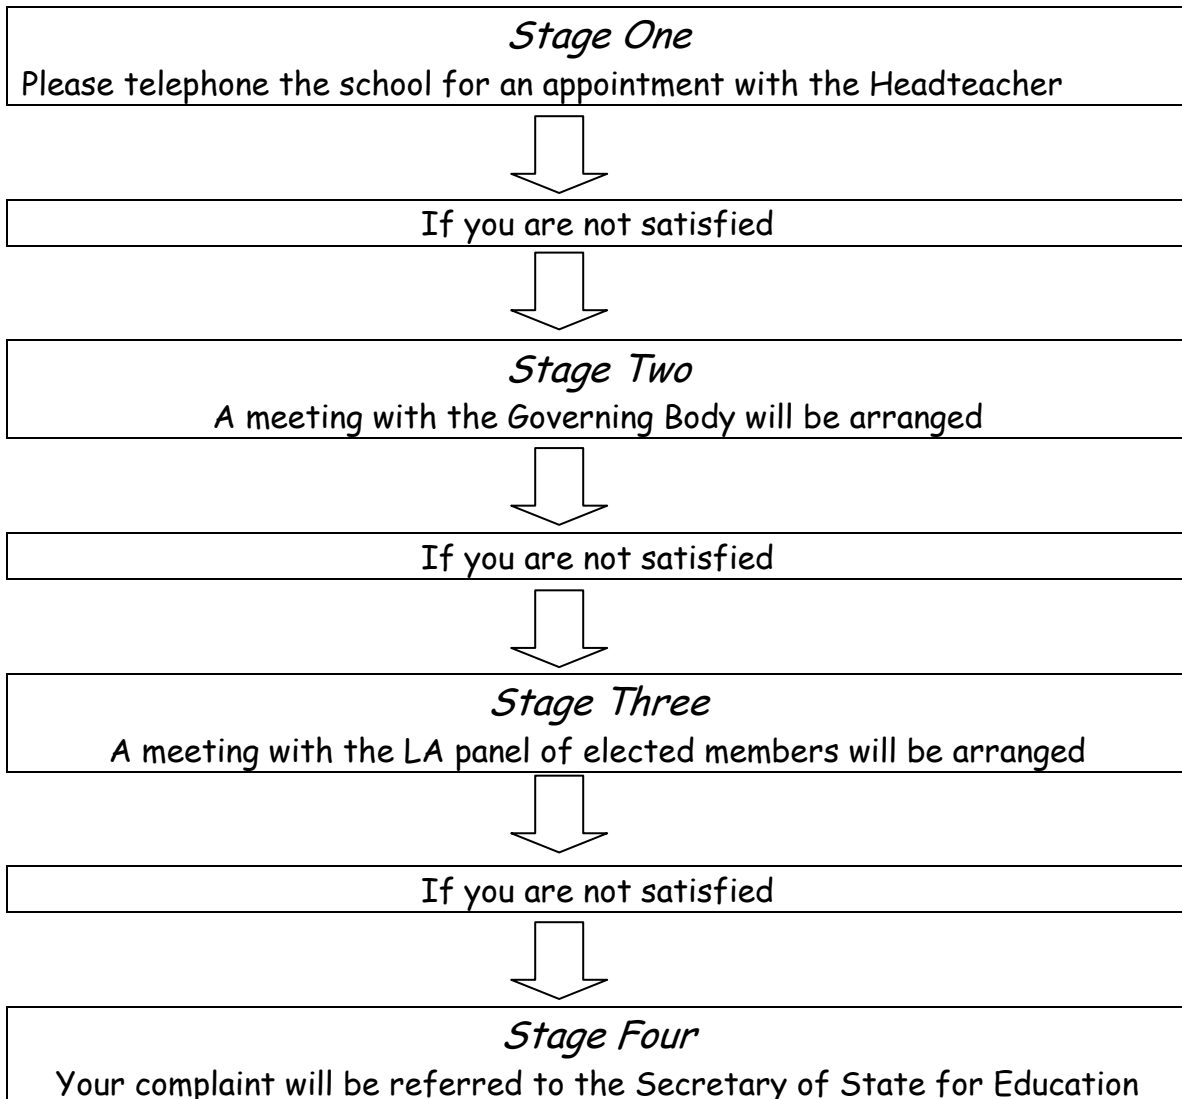 Stage One
Please telephone the school for an appointment with the Headteacher
If you are not satisfied
Stage Two
A meeting with the Governing Body will be arranged
If you are not satisfied
Stage Three
A meeting with the LA panel of elected members will be arranged
If you are not satisfied
Stage Four
Your complaint will be referred to the Secretary of State for Education